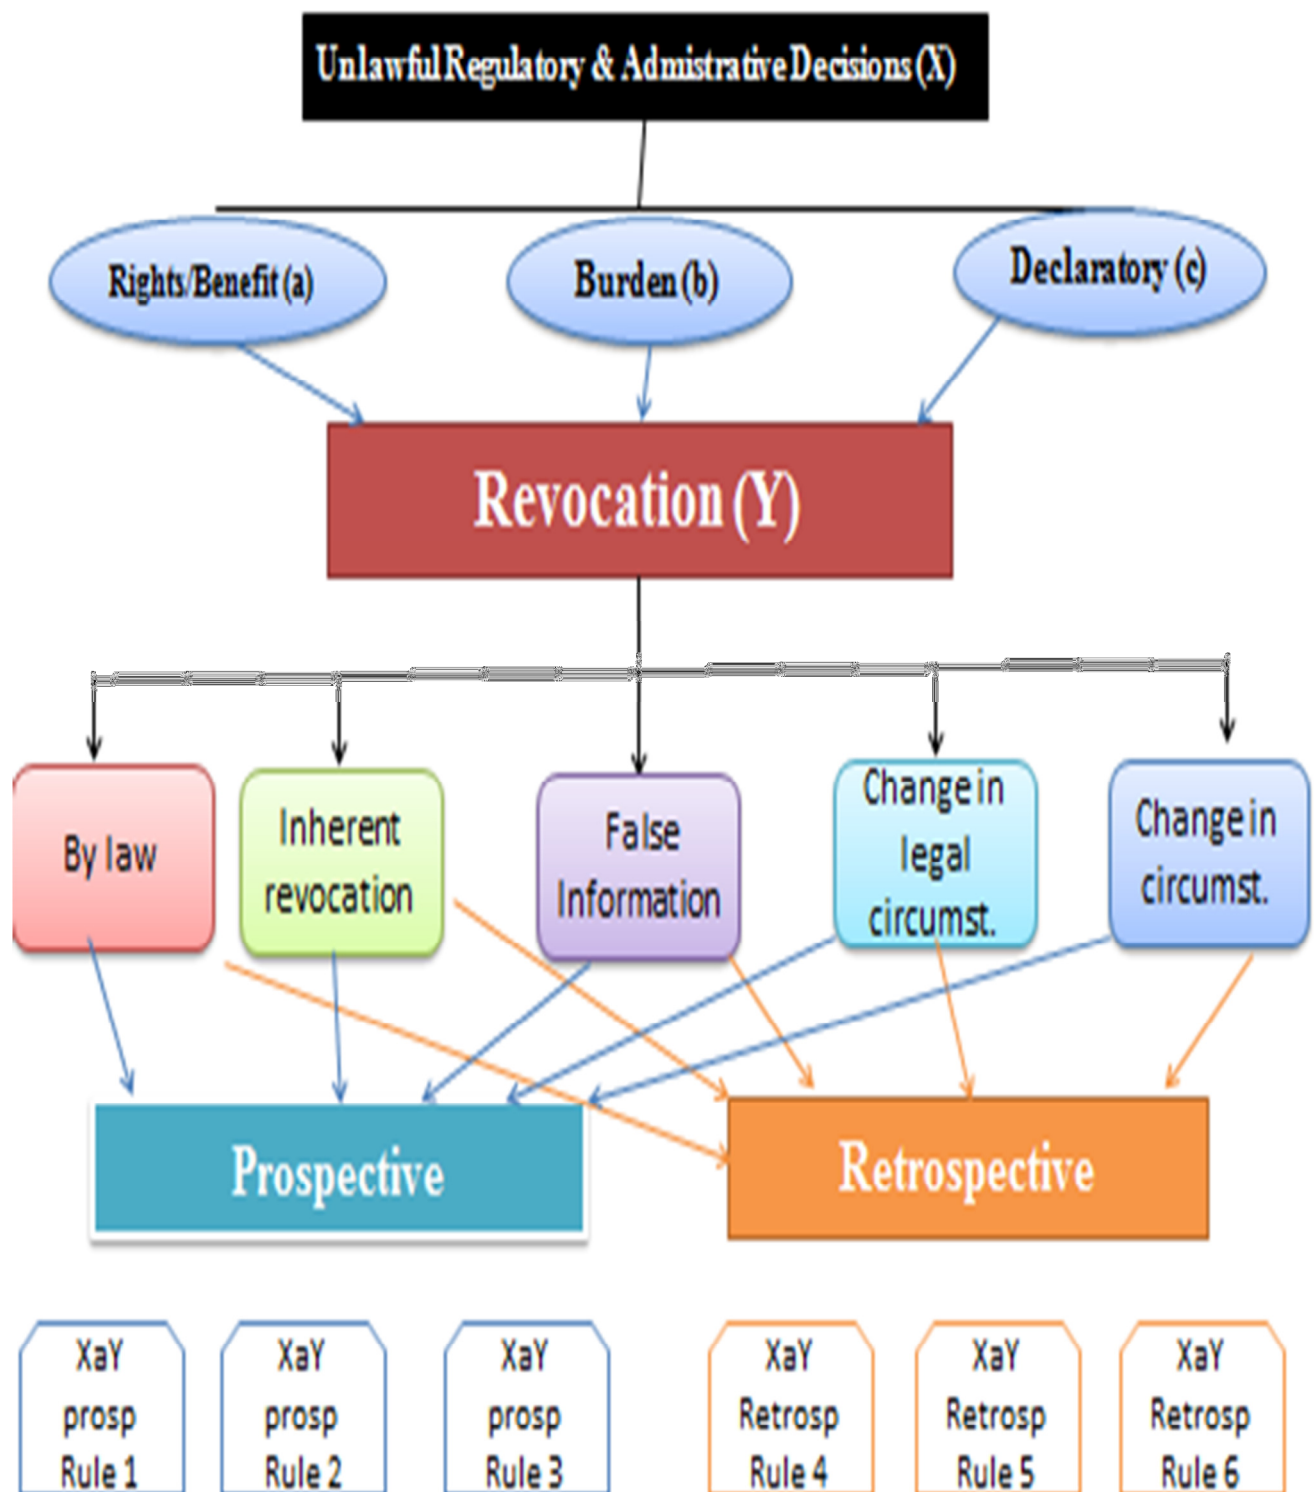 Unlawful Regulatory & Admistrative Decisions (X)
Rights/Benefit (a)
Burden (b)
Declaratory (c)
Revocation (Y)
By law
Inherent
revocation
False
Information
Change in
legal
circumst.
Change in
circumst.
Prospective
Retrospective
XaY
prosp
Rule 1
XaY
prosp
Rule 2
XaY
prosp
Rule 3
XaY
Retrosp
Rule 4
XaY
Retrosp
Rule 5
XaY
Retrosp
Rule 6